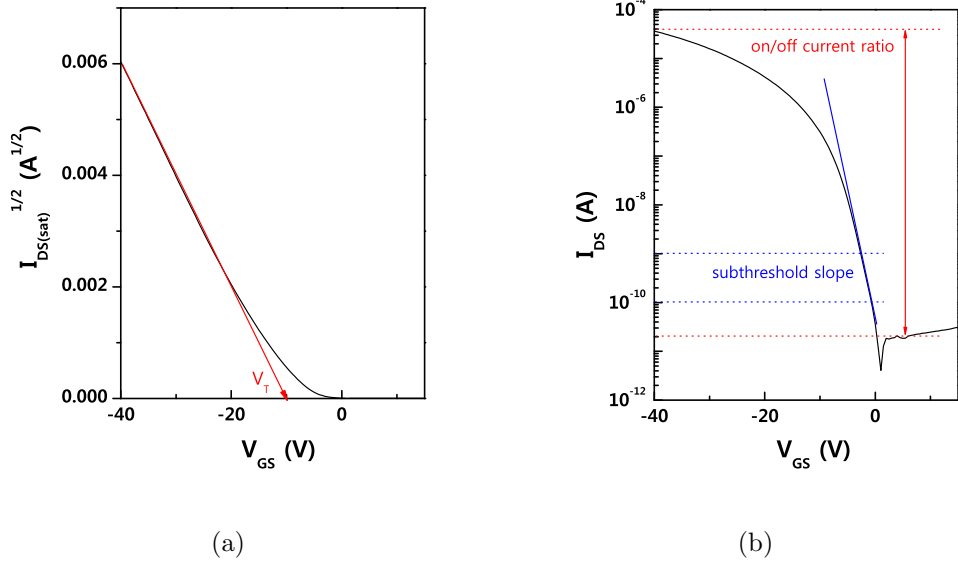 0.006
0.004
0.002
0.000
-40
-20
0
I_DS(sat)^1/2 (A^1/2)
V_GS (V)
V_T
(a)
10^-4
10^-6
10^-8
10^-10
10^-12
-40
-20
0
I_DS (A)
V_GS (V)
on/off current ratio
subthreshold slope
(b)